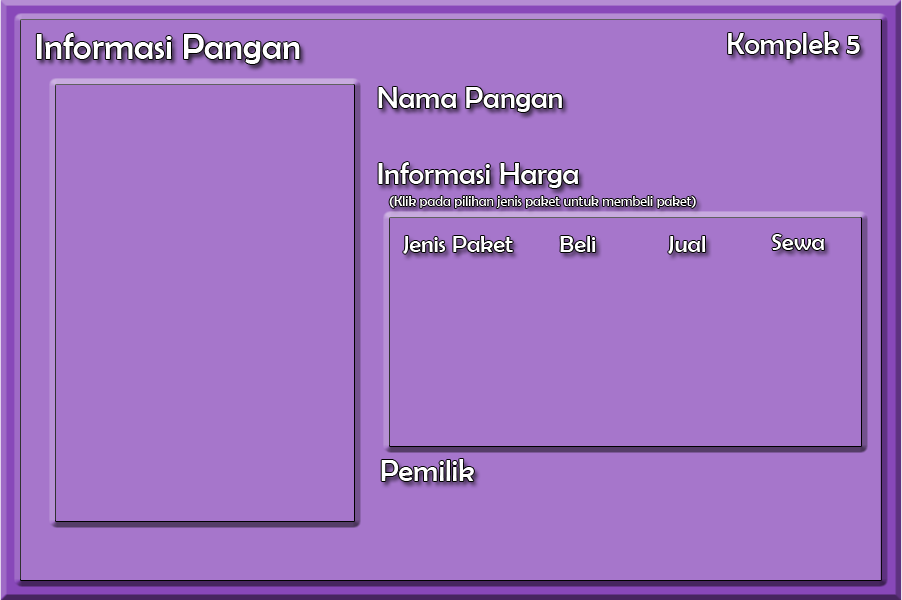 Informasi Pangan
Komplek 5
Nama Pangan
Informasi Harga
(Klik pada pilihan jenis paket untuk membeli paket)
Jenis Paket Beli Jual Sewa
Pemilik